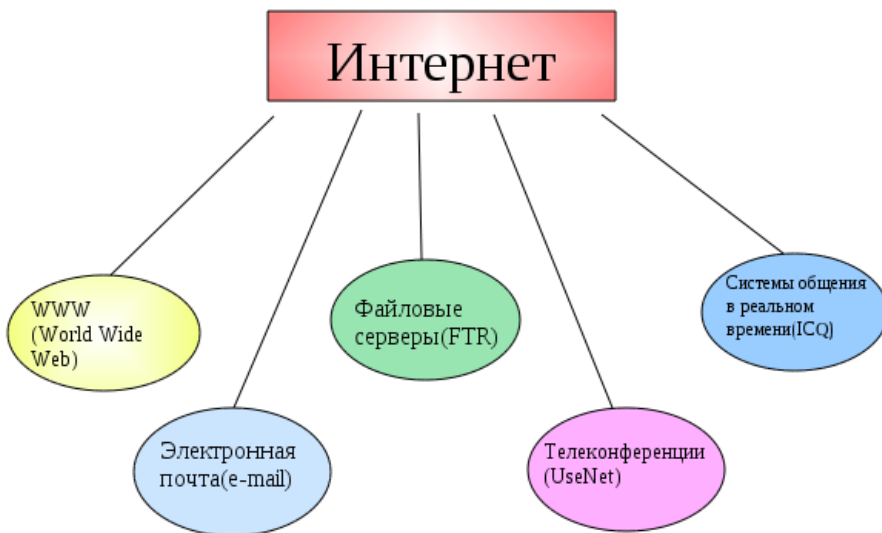 Интернет
WWW
(World Wide
Web)
Электронная
почта(e-mail)
Файловые
серверы(FTR)
Телеконференции
(UseNet)
Системы общения
в реальном
времени(ICQ)